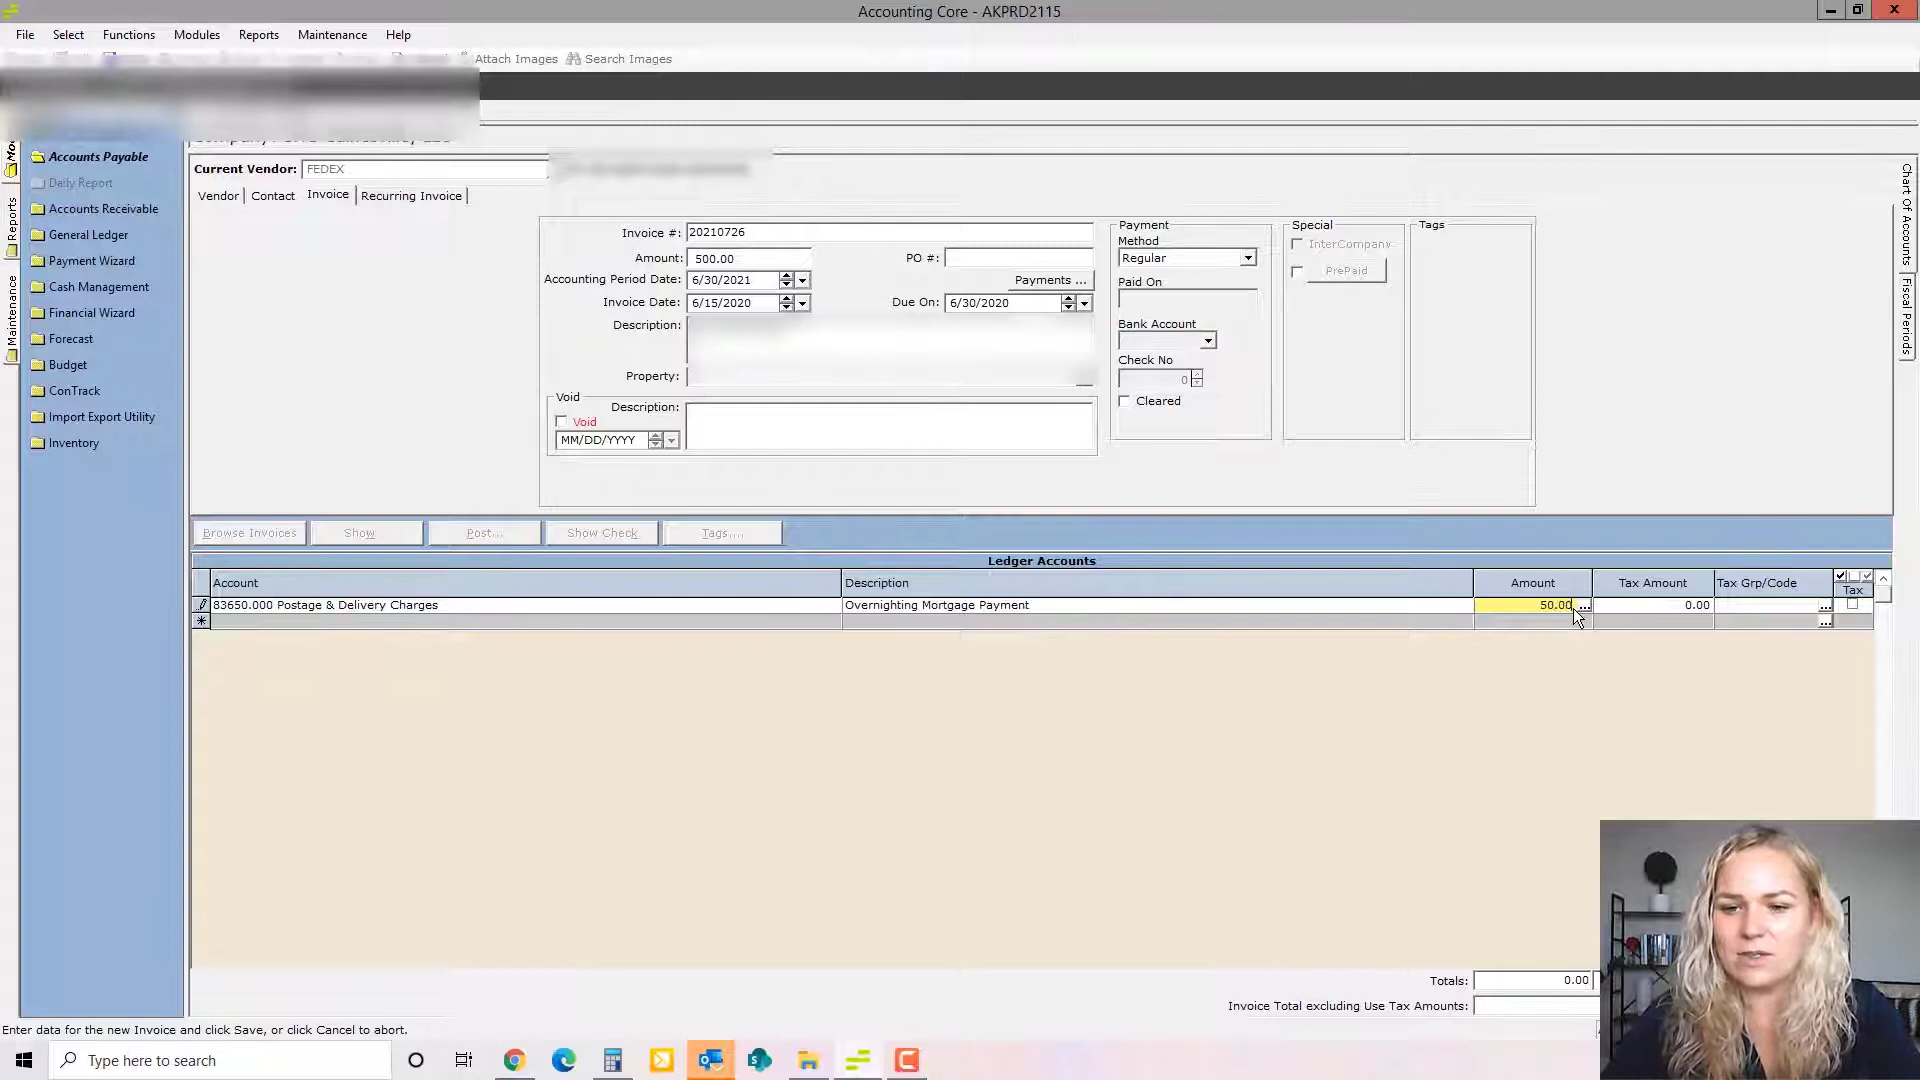 Accounting Core - AKPRD2115
File Select Functions Modules Reports Maintenance Help
Attach Images Search Images
Accounts Payable
Daily Report
Accounts Receivable
General Ledger
Payment Wizard
Cash Management
Financial Wizard
Forecast
Budget
ConTrack
Import Export Utility
Inventory
Reports
Maintenance
Current Vendor: FEDEX
Vendor Contact Invoice Recurring Invoice
Invoice #: 20210726
Amount: 500.00 PO #:
Accounting Period Date: 6/30/2021 Payments ...
Invoice Date: 6/15/2020 Due On: 6/30/2020
Description:
Property:
Void
Description:
Void
MM/DD/YYYY
Payment
Method
Regular
Paid On
Bank Account
Check No
0
Cleared
Special
InterCompany
PrePaid
Tags
Chart Of Accounts
Fiscal Periods
Browse Invoices Show Post... Show Check Tags....
Ledger Accounts
Account Description Amount Tax Amount Tax Grp/Code Tax
83650.000 Postage & Delivery Charges Overnighting Mortgage Payment 50.00 ... 0.00 ...
...
Totals: 0.00
Invoice Total excluding Use Tax Amounts:
Enter data for the new Invoice and click Save, or click Cancel to abort.
Type here to search